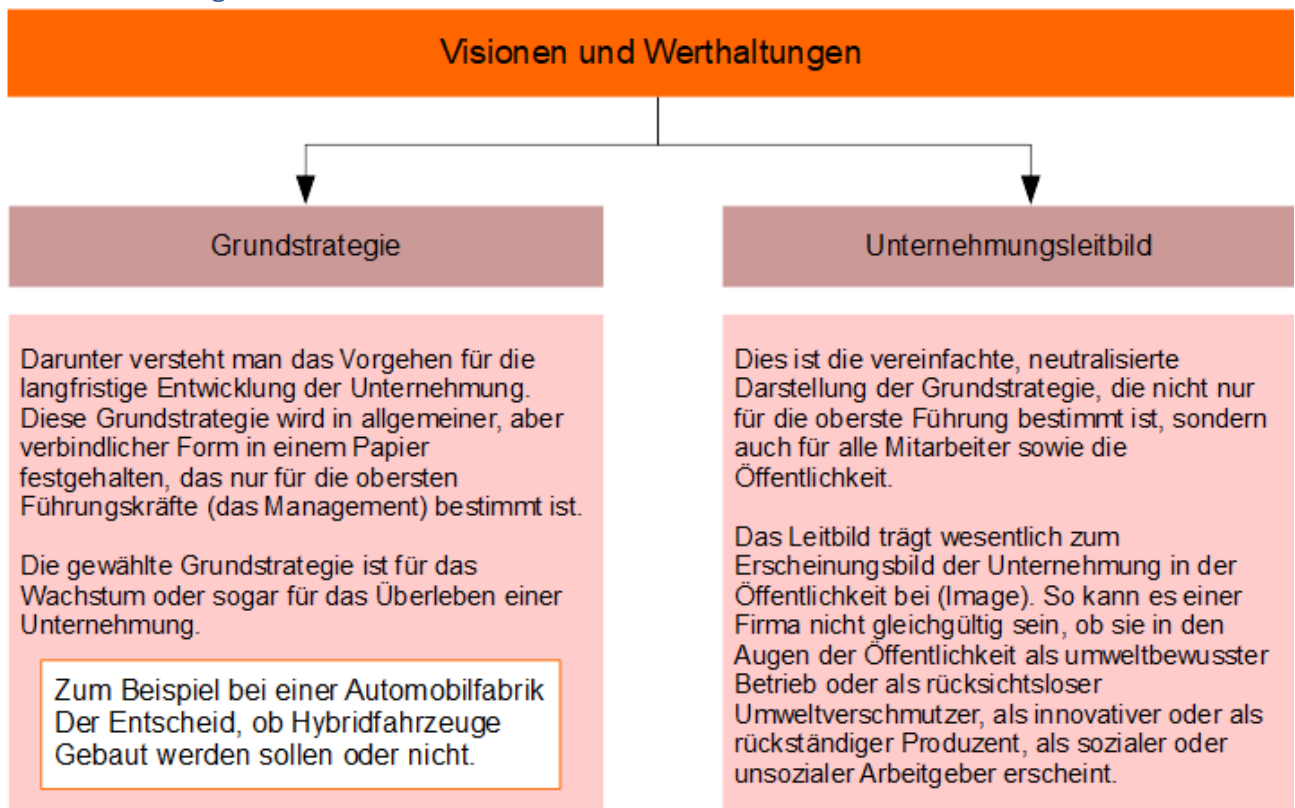 Visionen und Werthaltungen
Grundstrategie
Darunter versteht man das Vorgehen für die
langfristige Entwicklung der Unternehmung.
Diese Grundstrategie wird in allgemeiner, aber
verbindlicher Form in einem Papier
festgehalten, das nur für die obersten
Führungskräfte (das Management) bestimmt ist.
Die gewählte Grundstrategie ist für das
Wachstum oder sogar für das Überleben einer
Unternehmung.
Zum Beispiel bei einer Automobilfabrik
Der Entscheid, ob Hybridfahrzeuge
Gebaut werden sollen oder nicht.
Unternehmungsleitbild
Dies ist die vereinfachte, neutralisierte
Darstellung der Grundstrategie, die nicht nur
für die oberste Führung bestimmt ist, sondern
auch für alle Mitarbeiter sowie die
Öffentlichkeit.
Das Leitbild trägt wesentlich zum
Erscheinungsbild der Unternehmung in der
Öffentlichkeit bei (Image). So kann es einer
Firma nicht gleichgültig sein, ob sie in den
Augen der Öffentlichkeit als umweltbewusster
Betrieb oder als rücksichtsloser
Umweltverschmutzer, als innovativer oder als
rückständiger Produzent, als sozialer oder
unsozialer Arbeitgeber erscheint.